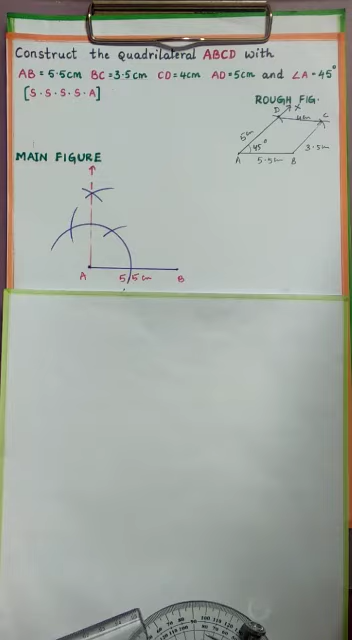 Construct the quadrilateral ABCD with
AB = 5.5cm BC = 3.5cm CD = 4cm AD = 5cm and ∠A = 45°
[S.S.S.S.A]
ROUGH FIG.
D X 4cm C
5cm 45° 3.5cm
A 5.5cm B
MAIN FIGURE
A 5.5cm B